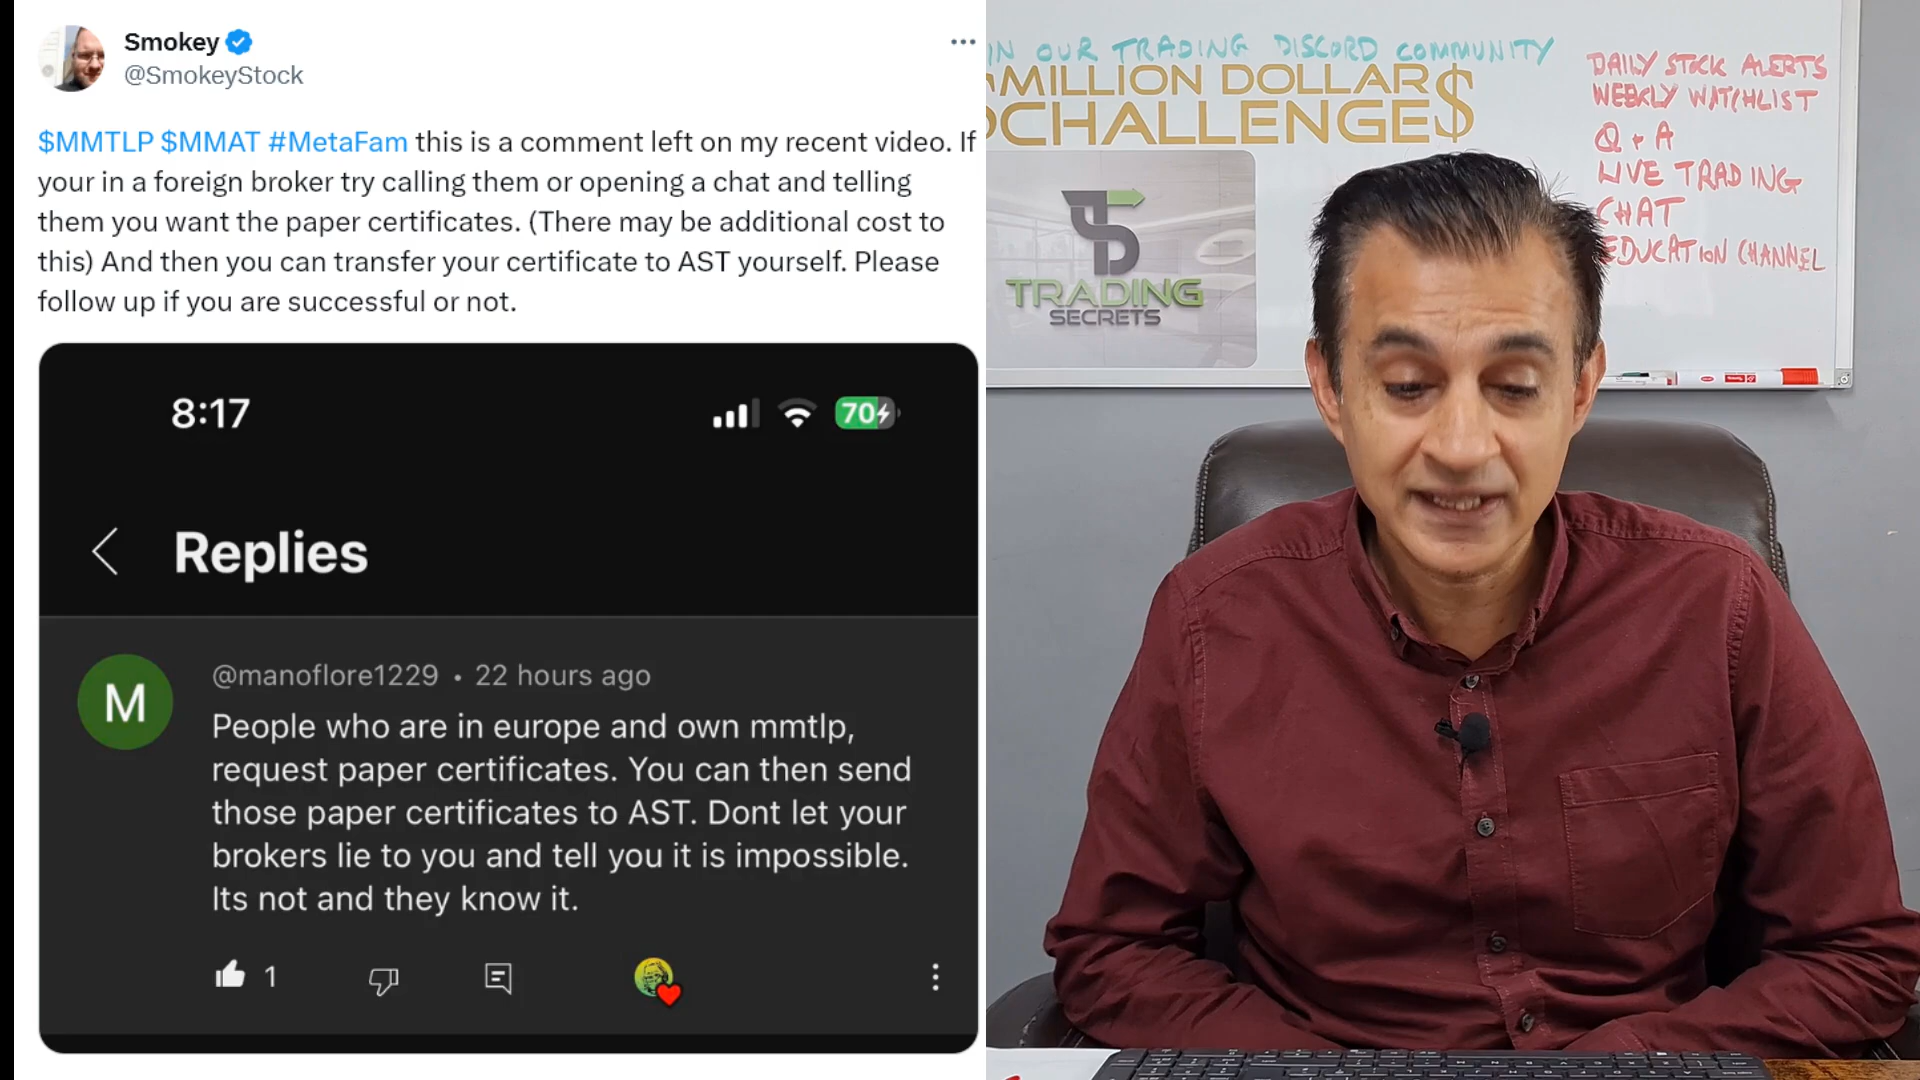 Smokey
@SmokeyStock
$MMTLP $MMAT #MetaFam this is a comment left on my recent video. If
your in a foreign broker try calling them or opening a chat and telling
them you want the paper certificates. (There may be additional cost to
this) And then you can transfer your certificate to AST yourself. Please
follow up if you are successful or not.
8:17
70
Replies
M
@manoflore1229 • 22 hours ago
People who are in europe and own mmtlp,
request paper certificates. You can then send
those paper certificates to AST. Dont let your
brokers lie to you and tell you it is impossible.
Its not and they know it.
1
IN OUR TRADING DISCORD COMMUNITY
MILLION DOLLAR
CHALLENGE$
TRADING
SECRETS
DAILY STOCK ALERTS
WEEKLY WATCHLIST
Q + A
LIVE TRADING
CHAT
EDUCATION CHANNEL